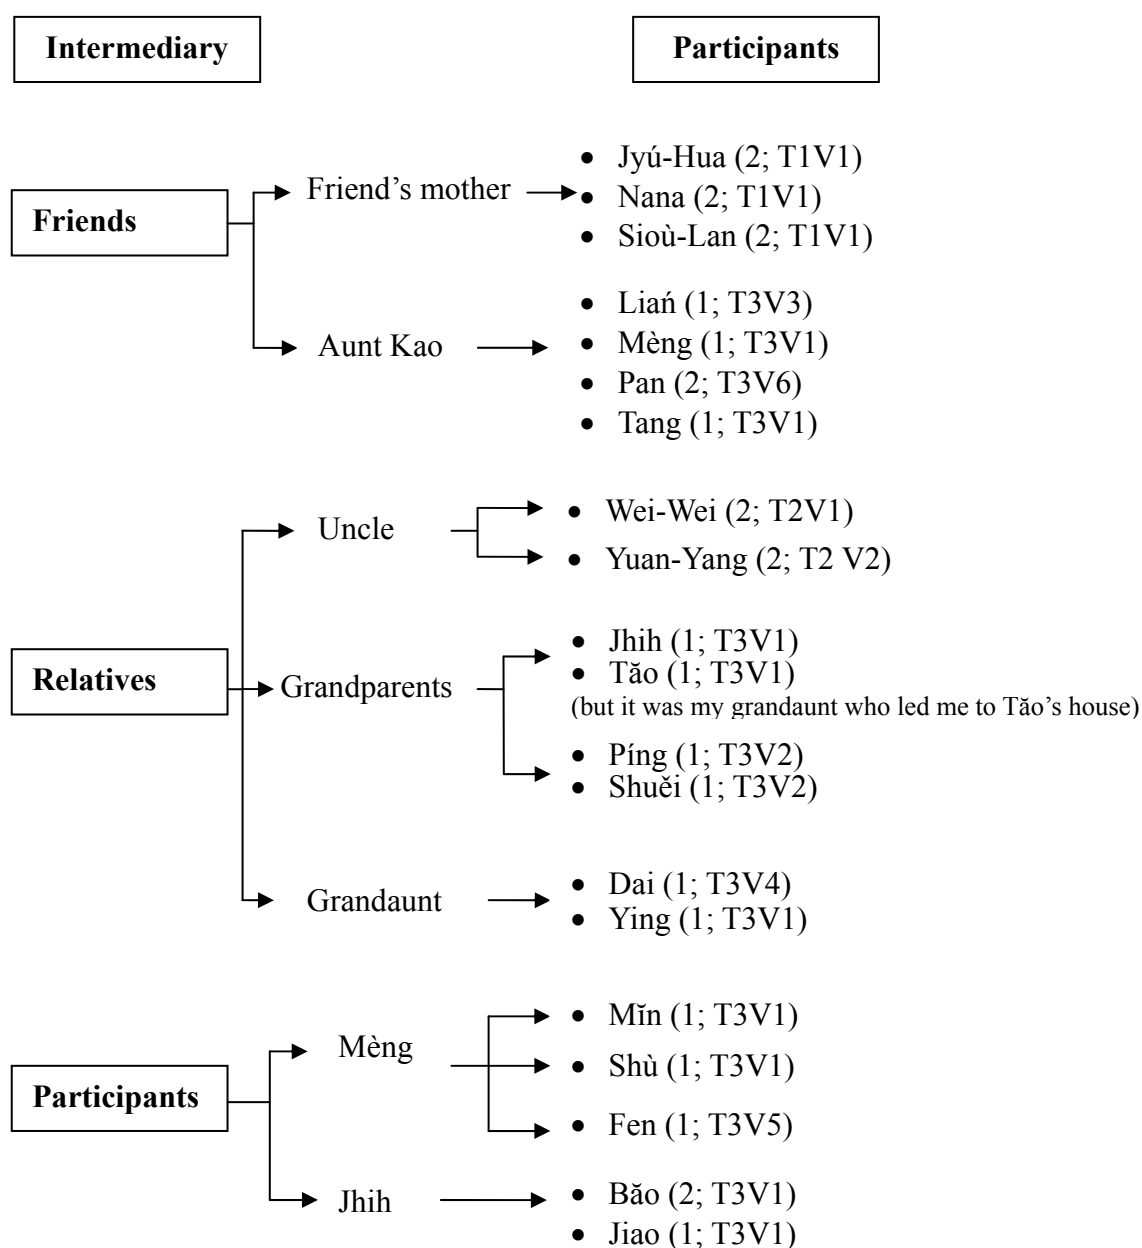 Intermediary
Participants
Friends
Friend’s mother
• Jyú-Hua (2; T1V1)
• Nana (2; T1V1)
• Sioù-Lan (2; T1V1)
Aunt Kao
• Liań (1; T3V3)
• Mèng (1; T3V1)
• Pan (2; T3V6)
• Tang (1; T3V1)
Relatives
Uncle
• Wei-Wei (2; T2V1)
• Yuan-Yang (2; T2 V2)
Grandparents
• Jhih (1; T3V1)
• Tăo (1; T3V1)
(but it was my grandaunt who led me to Tăo’s house)
• Píng (1; T3V2)
• Shuěi (1; T3V2)
Grandaunt
• Dai (1; T3V4)
• Ying (1; T3V1)
Participants
Mèng
• Mĭn (1; T3V1)
• Shù (1; T3V1)
• Fen (1; T3V5)
Jhih
• Băo (2; T3V1)
• Jiao (1; T3V1)